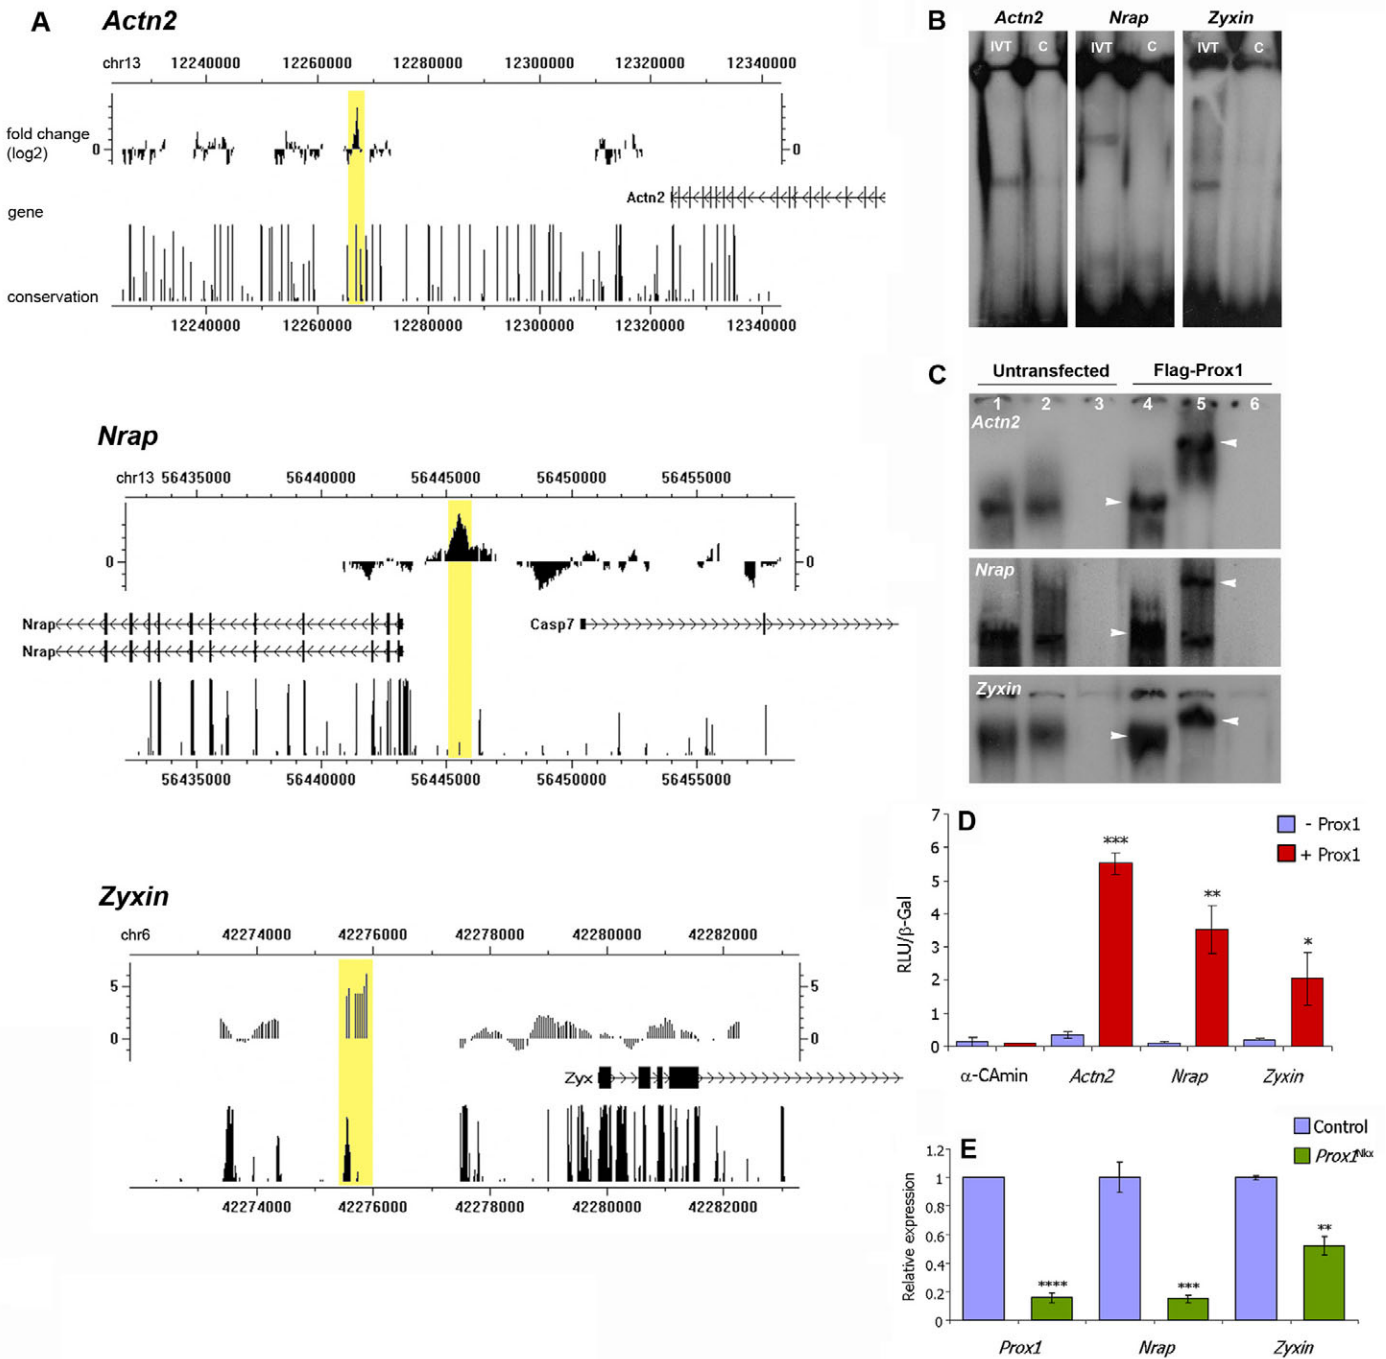 A
Actn2
chr13 12240000 12260000 12280000 12300000 12320000 12340000
fold change
(log2)
0 0
Actn2
gene
conservation
12240000 12260000 12280000 12300000 12320000 12340000
Nrap
chr13 56435000 56440000 56445000 56450000 56455000
0 0
Nrap
Casp7
Nrap
56435000 56440000 56445000 56450000 56455000
Zyxin
chr6 42274000 42276000 42278000 42280000 42282000
5 5
0 0
Zyx
42274000 42276000 42278000 42280000 42282000
B
Actn2 Nrap Zyxin
IVT C IVT C IVT C
C
Untransfected Flag-Prox1
1 2 3 4 5 6
Actn2
Nrap
Zyxin
D
- Prox1
+ Prox1
RLU/β-Gal
7
6
5
4
3
2
1
0
***
**
*
α-CAmin Actn2 Nrap Zyxin
E
Control
Prox1Nkx
Relative expression
1.2
1
0.8
0.6
0.4
0.2
0
****
***
**
Prox1 Nrap Zyxin